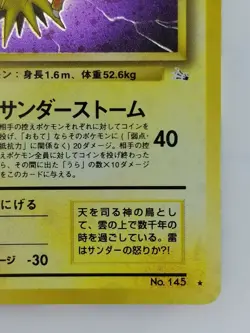 モン：身長1.6m、体重52.6kg
サンダーストーム
相手の控えポケモンそれぞれに対してコインを
投げ、「おもて」ならそのポケモンに（「弱点・
抵抗力」に関係なく）20ダメージ。相手の控え
ポケモン全員に対してコインを投げ終わった
ら、その間に出た「うら」の数×10ダメージ
をこのカードに与える。
40
にげる
ージ -30
天を司る神の鳥として、
雲の上で数千年の
時を過ごしている。雷
はサンダーの怒りか?!
No. 145 ★